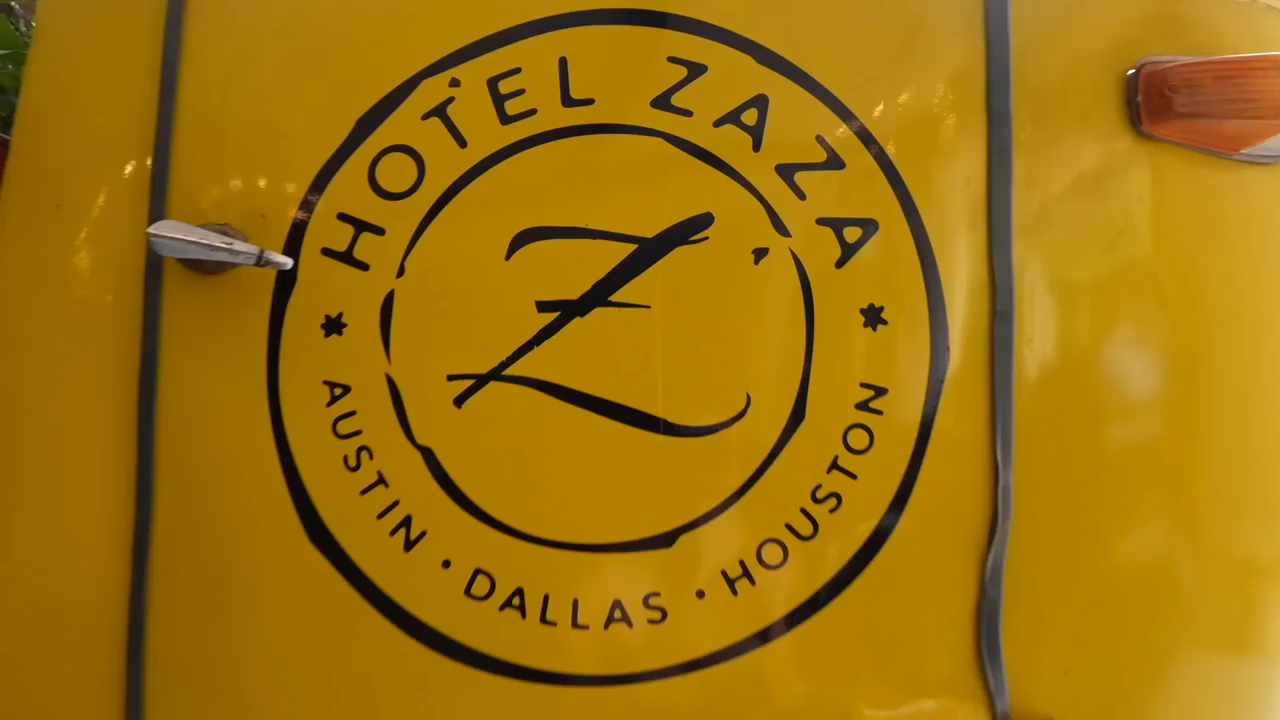 HOTEL ZAZA
Z
* AUSTIN · DALLAS · HOUSTON *